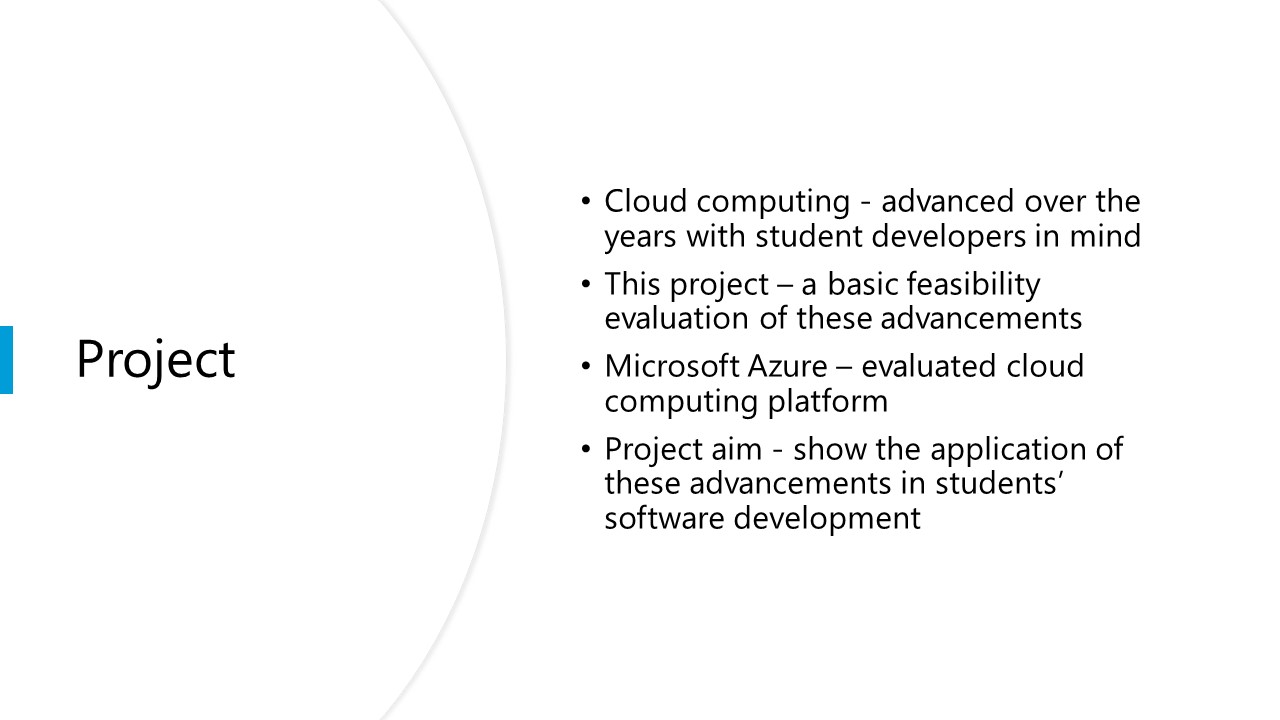 Project
• Cloud computing - advanced over the
years with student developers in mind
• This project – a basic feasibility
evaluation of these advancements
• Microsoft Azure – evaluated cloud
computing platform
• Project aim - show the application of
these advancements in students’
software development